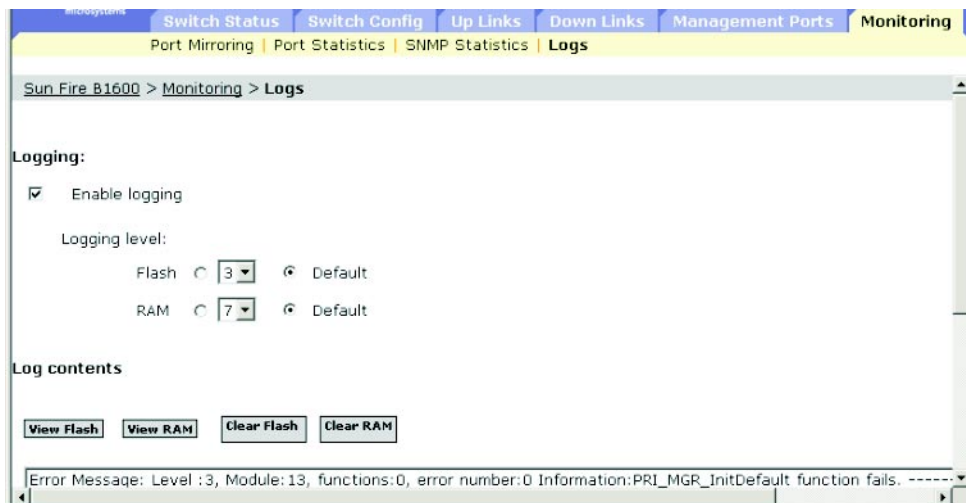 microsystems
Switch Status Switch Config Up Links Down Links Management Ports Monitoring
Port Mirroring | Port Statistics | SNMP Statistics | Logs
Sun Fire B1600 > Monitoring > Logs
Logging:
Enable logging
Logging level:
Flash 3 Default
RAM 7 Default
Log contents
View Flash View RAM Clear Flash Clear RAM
Error Message: Level :3, Module:13, functions:0, error number:0 Information:PRI_MGR_InitDefault function fails. ------